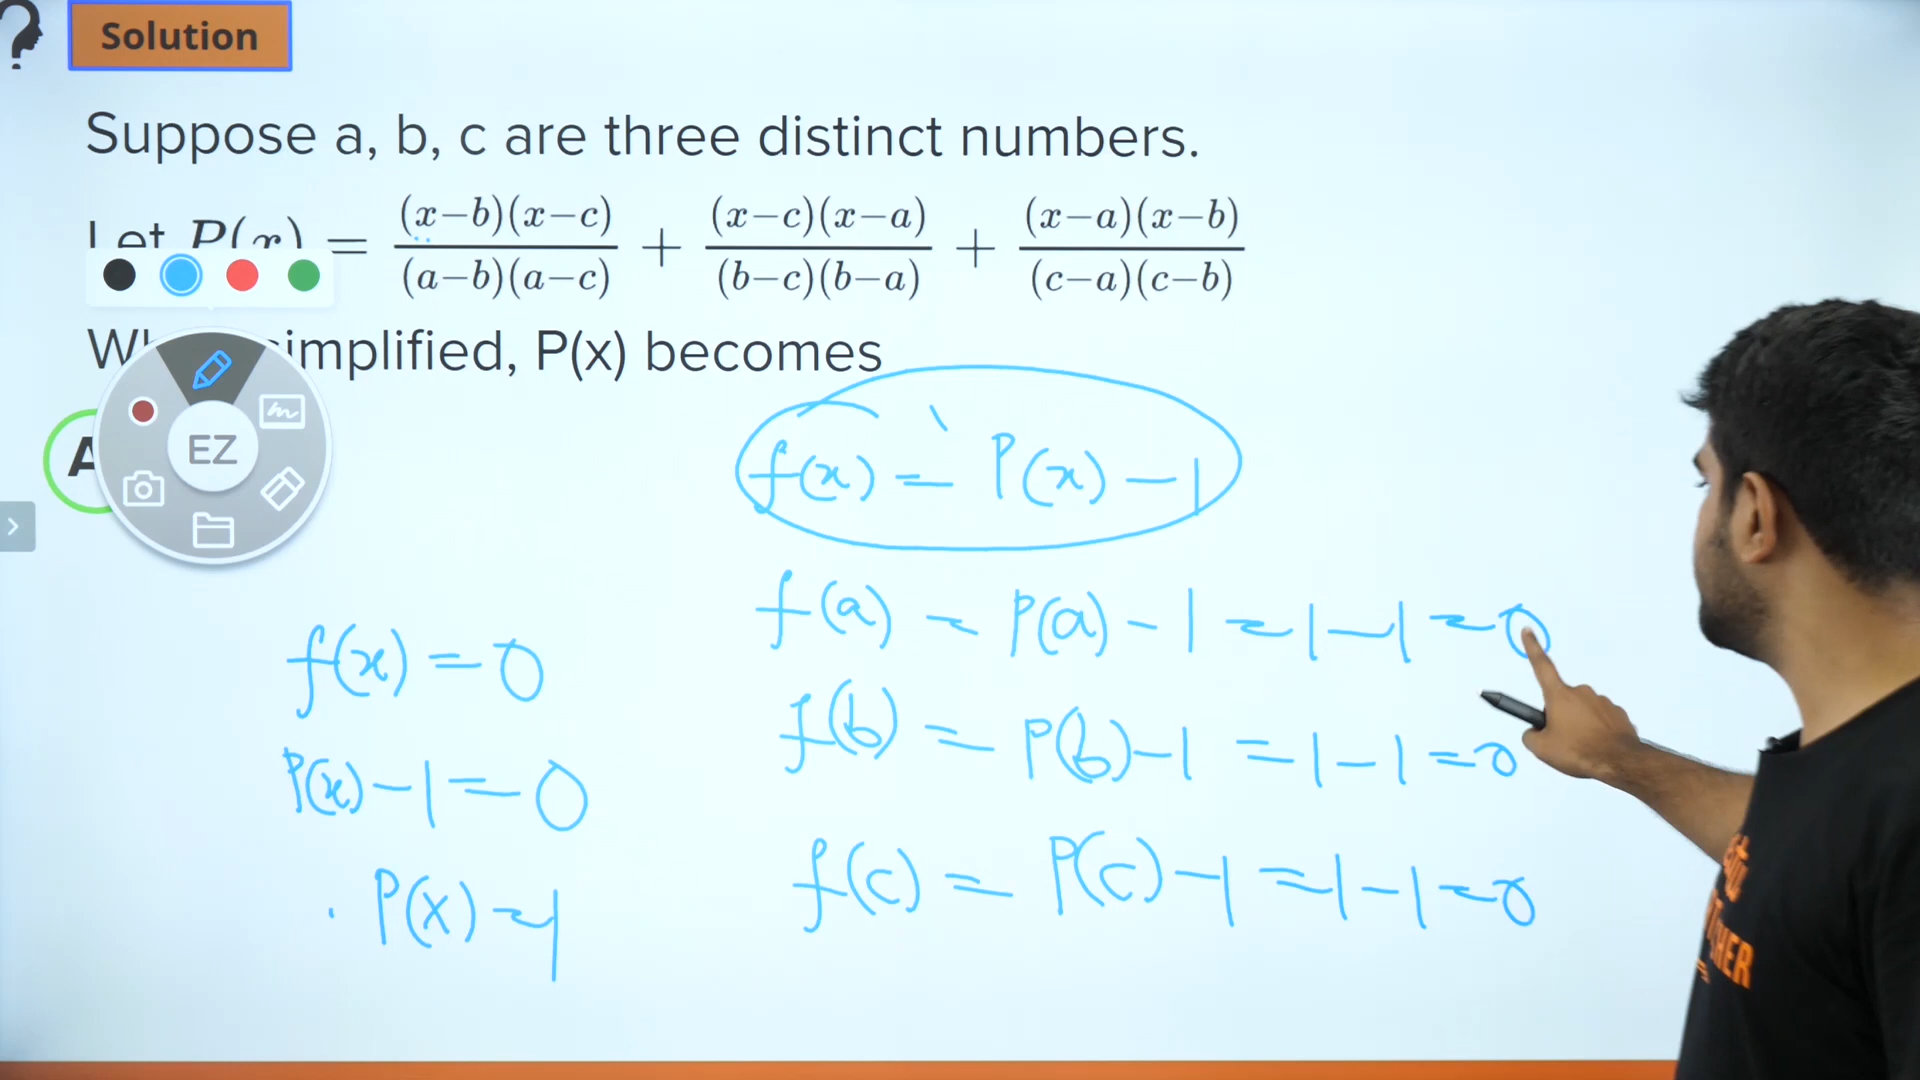 Solution
Suppose a, b, c are three distinct numbers.
Let P(x) = (x−b)(x−c)/(a−b)(a−c) + (x−c)(x−a)/(b−c)(b−a) + (x−a)(x−b)/(c−a)(c−b)
implified, P(x) becomes
A
EZ
f(x) = P(x) − 1
f(a) = P(a) − 1 = 1 − 1 = 0
f(b) = P(b) − 1 = 1 − 1 = 0
f(c) = P(c) − 1 = 1 − 1 = 0
f(x) = 0
P(x) − 1 = 0
P(x) = 1